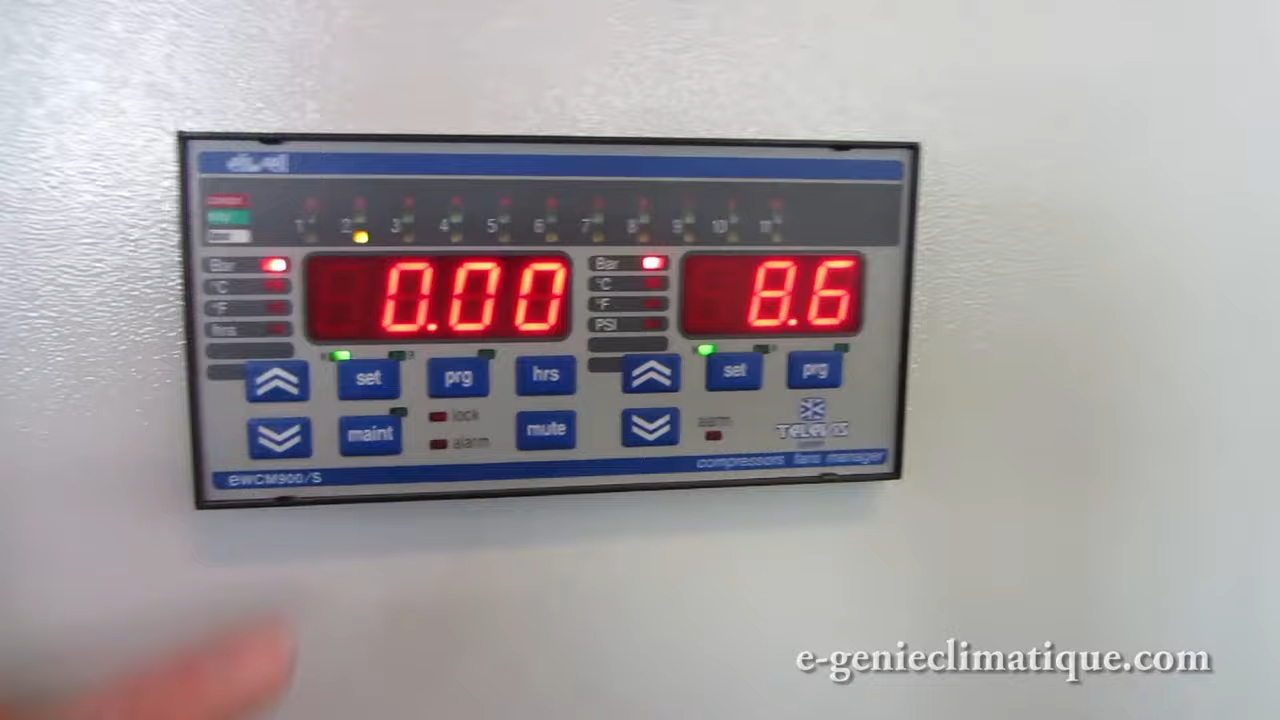 eliwell
1 2 3 4 5 6 7 8 9 10 11
Bar
°C
°F
hrs
0.00
Bar
°C
°F
PSI
8.6
set prg hrs
set prg
maint
lock
alarm
mute
alarm
TELEVIS
EWCM900/S
compressors fans manager
e-genieclimatique.com